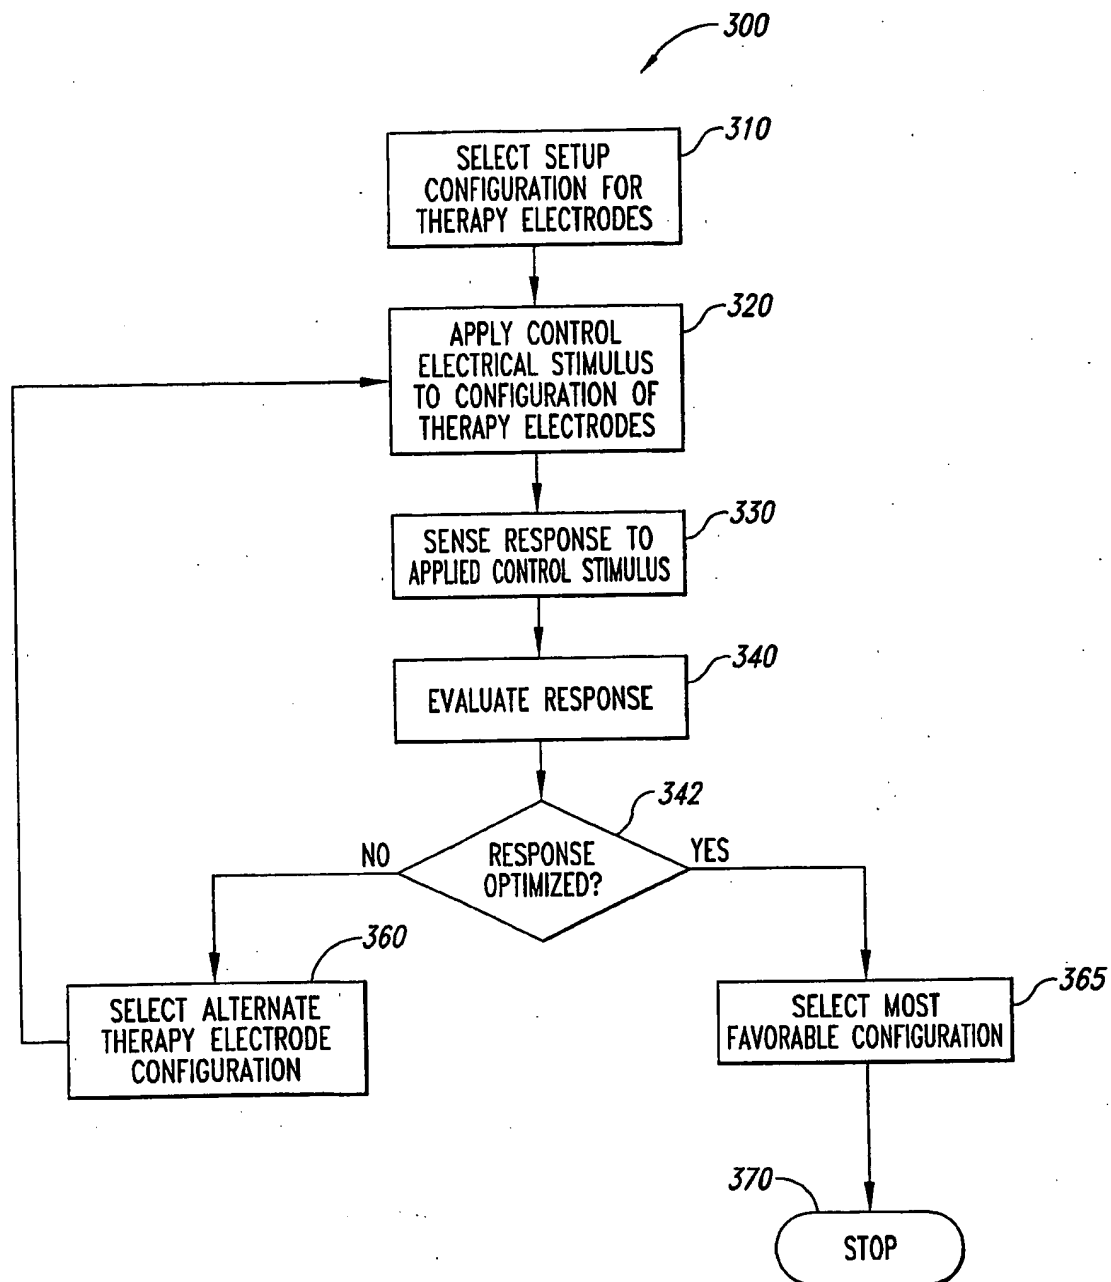 300
310
SELECT SETUP
CONFIGURATION FOR
THERAPY ELECTRODES
320
APPLY CONTROL
ELECTRICAL STIMULUS
TO CONFIGURATION OF
THERAPY ELECTRODES
330
SENSE RESPONSE TO
APPLIED CONTROL STIMULUS
340
EVALUATE RESPONSE
342
RESPONSE
OPTIMIZED?
NO
YES
360
SELECT ALTERNATE
THERAPY ELECTRODE
CONFIGURATION
365
SELECT MOST
FAVORABLE CONFIGURATION
370
STOP